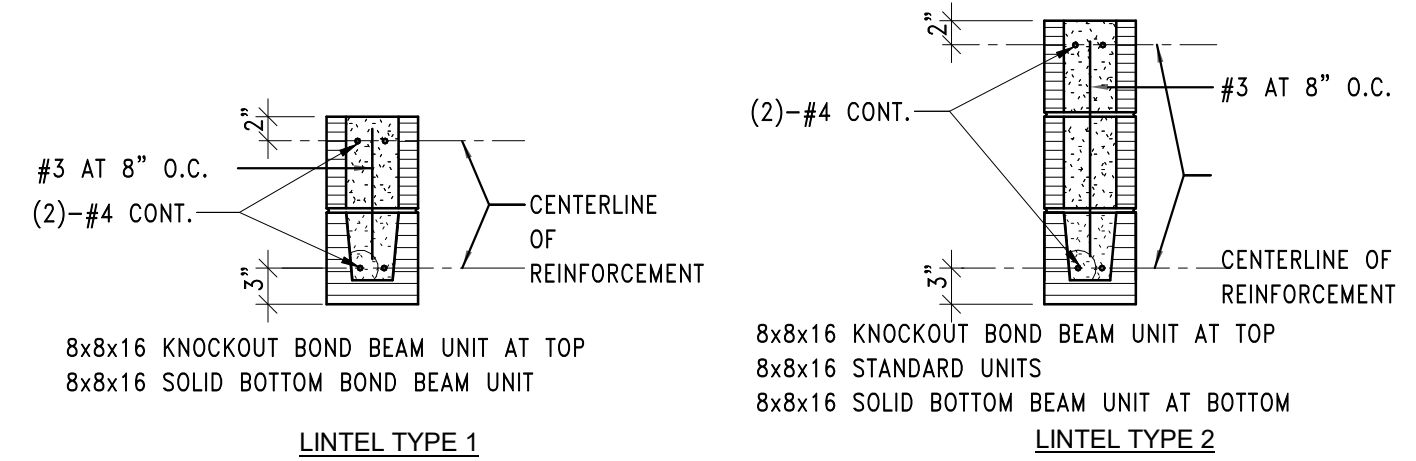 2”
#3 AT 8” O.C.
(2)-#4 CONT.
3”
CENTERLINE
OF
REINFORCEMENT
8x8x16 KNOCKOUT BOND BEAM UNIT AT TOP
8x8x16 SOLID BOTTOM BOND BEAM UNIT
LINTEL TYPE 1
2”
#3 AT 8” O.C.
(2)-#4 CONT.
3”
CENTERLINE OF
REINFORCEMENT
8x8x16 KNOCKOUT BOND BEAM UNIT AT TOP
8x8x16 STANDARD UNITS
8x8x16 SOLID BOTTOM BEAM UNIT AT BOTTOM
LINTEL TYPE 2